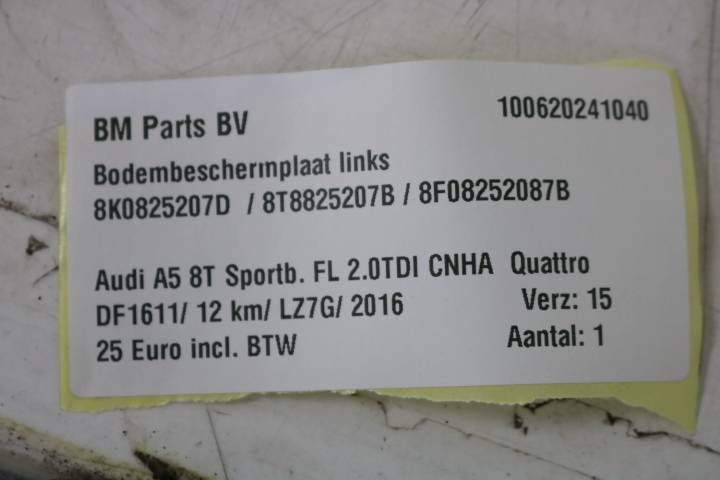 BM Parts BV 100620241040
Bodembeschermplaat links
8K0825207D / 8T8825207B / 8F08252087B
Audi A5 8T Sportb. FL 2.0TDI CNHA Quattro
DF1611/ 12 km/ LZ7G/ 2016 Verz: 15
25 Euro incl. BTW Aantal: 1